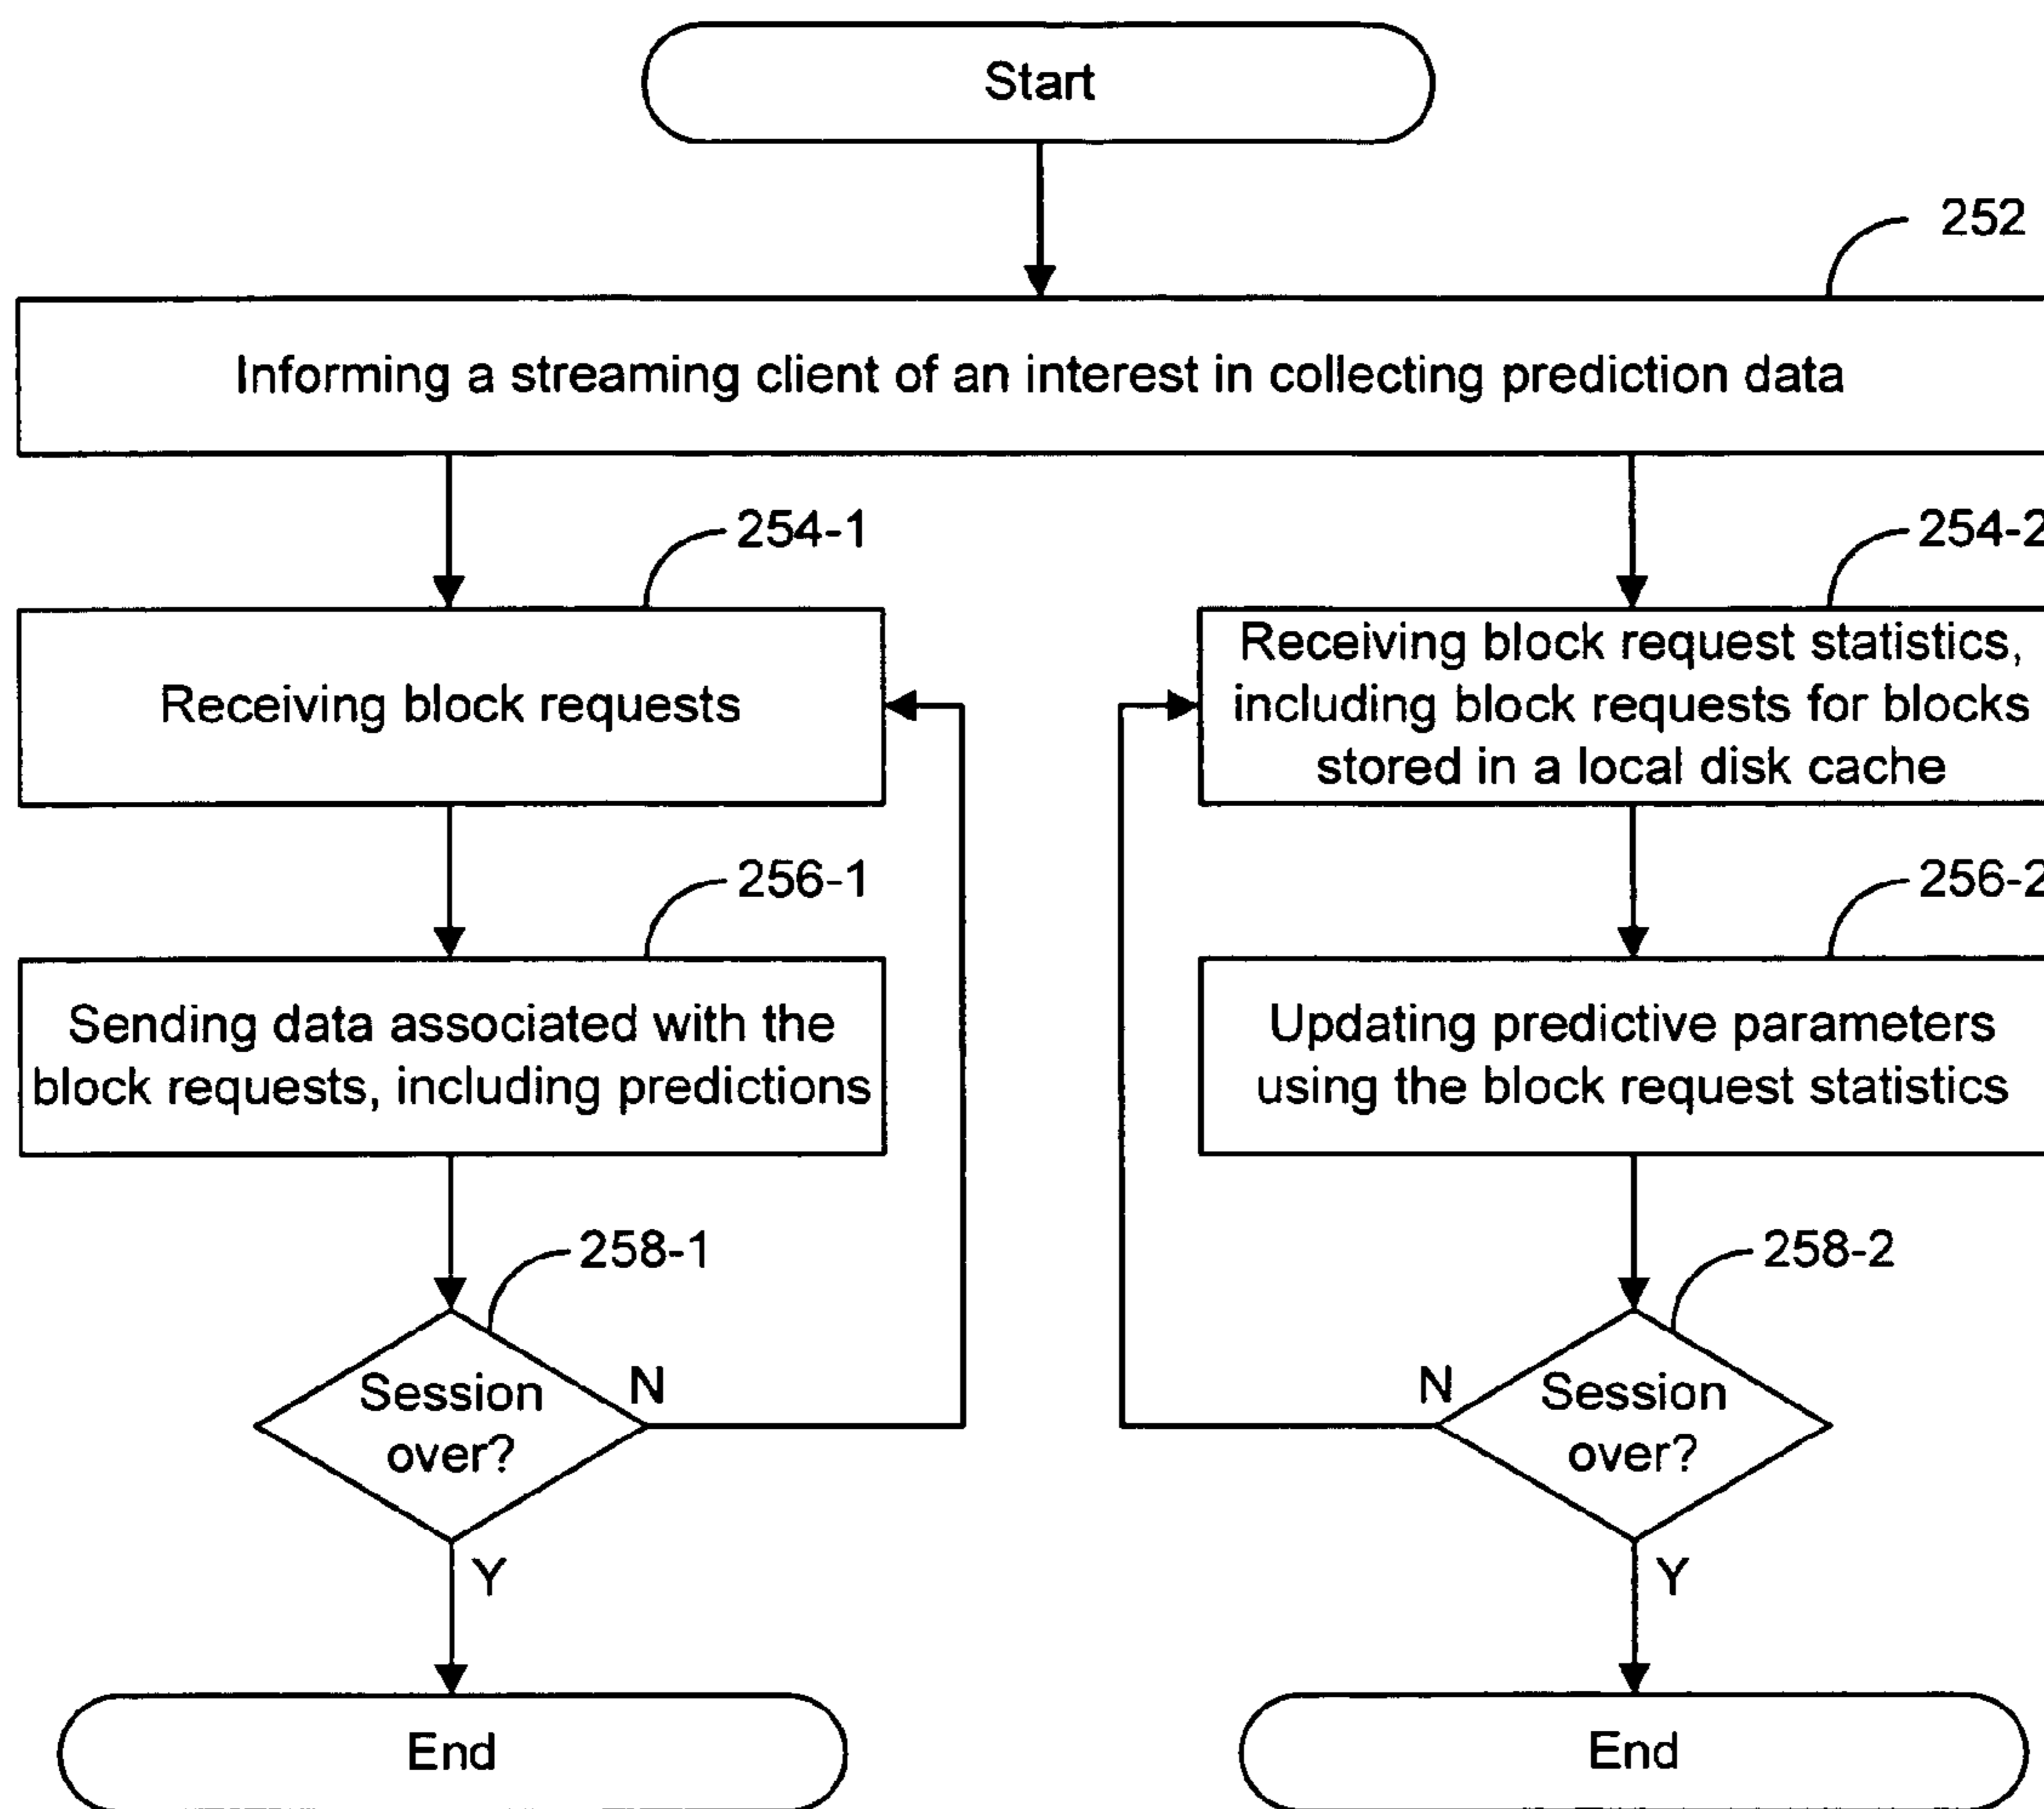 Start
252
Informing a streaming client of an interest in collecting prediction data
254-1
254-2
Receiving block requests
Receiving block request statistics,
including block requests for blocks
stored in a local disk cache
256-1
256-2
Sending data associated with the
block requests, including predictions
Updating predictive parameters
using the block request statistics
258-1
258-2
Session
over?
N
N
Session
over?
Y
Y
End
End